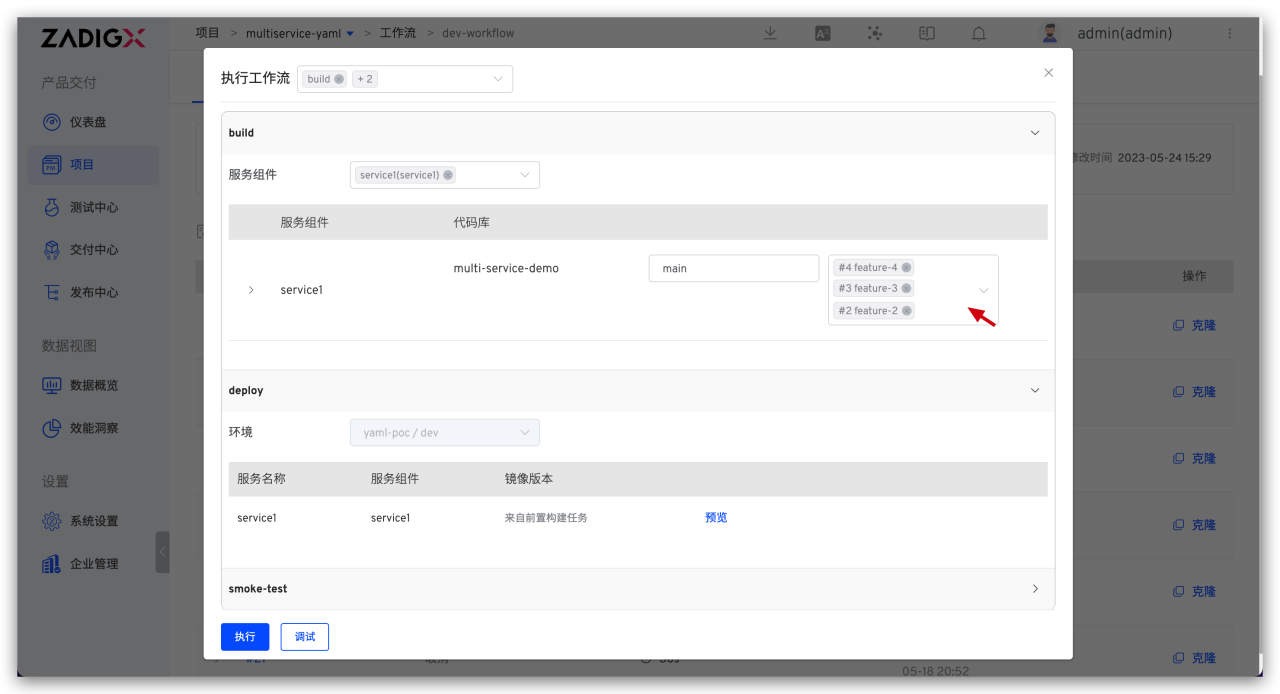 ZADIGX
项目 > multiservice-yaml > 工作流 > dev-workflow
admin(admin)
产品交付
仪表盘
项目
测试中心
交付中心
发布中心
数据视图
数据概览
效能洞察
设置
系统设置
企业管理
执行工作流 build + 2
build
服务组件 service1(service1)
服务组件 代码库
service1 multi-service-demo main
#4 feature-4
#3 feature-3
#2 feature-2
deploy
环境 yaml-poc / dev
服务名称 服务组件 镜像版本
service1 service1 来自前置构建任务 预览
smoke-test
执行 调试
修改时间 2023-05-24 15:29
操作
克隆
克隆
克隆
克隆
克隆
克隆
05-18 20:52